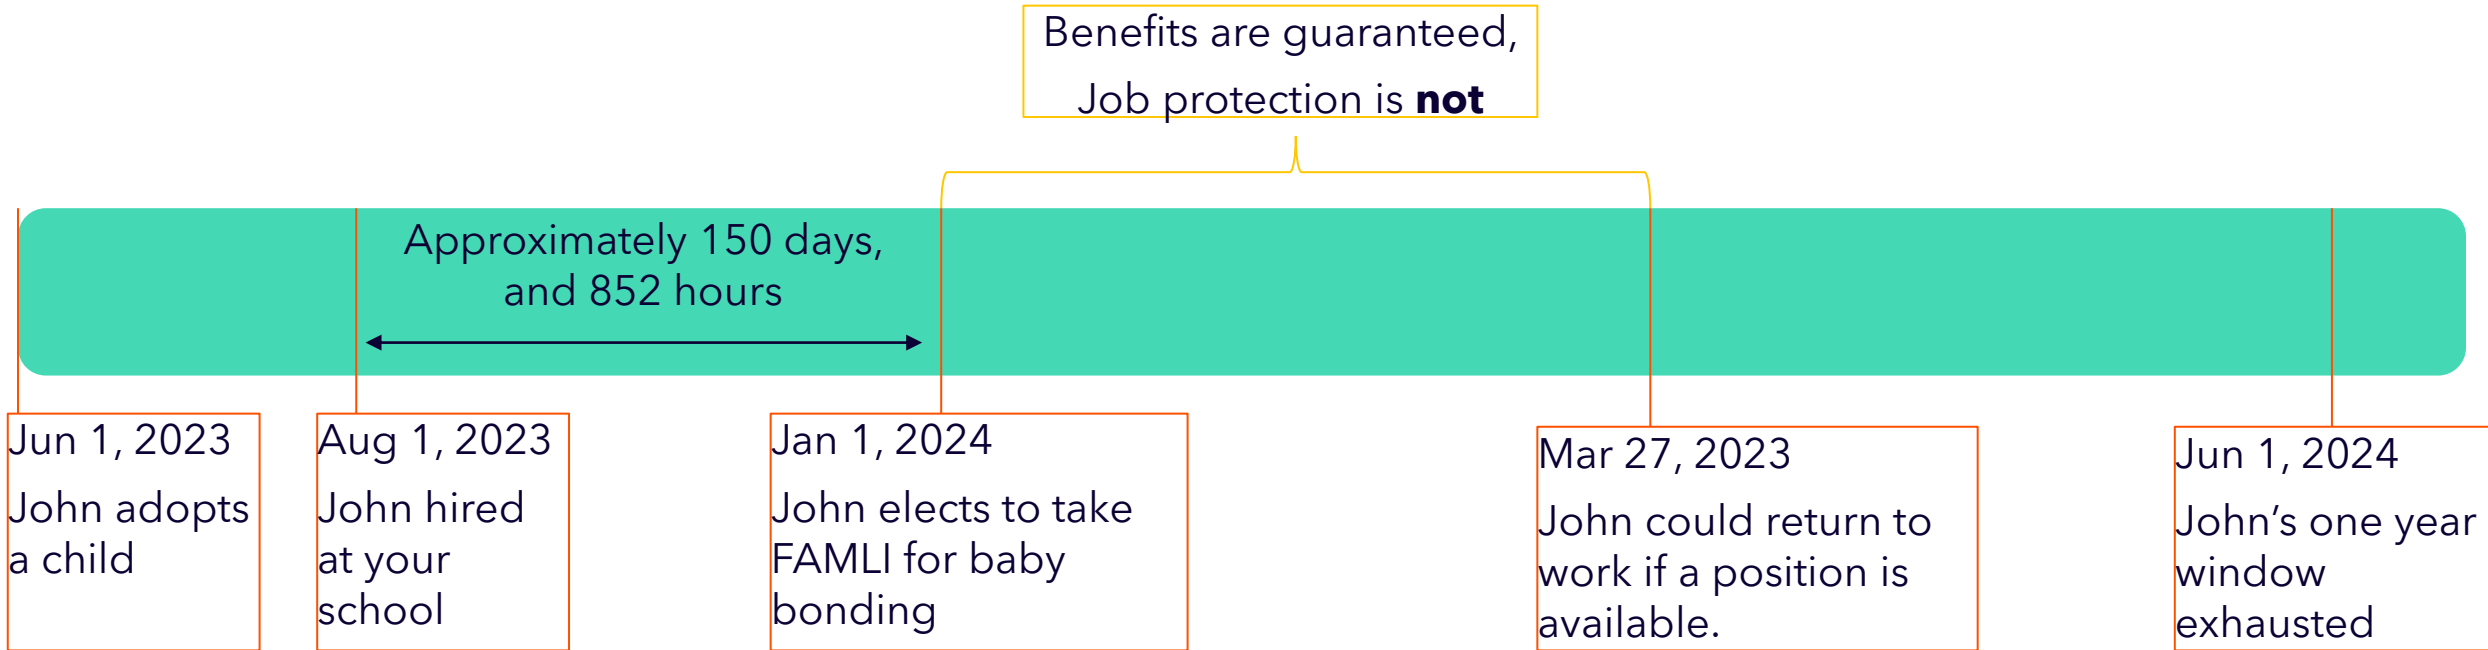 Benefits are guaranteed,
Job protection is not
Approximately 150 days,
and 852 hours
Jun 1, 2023
John adopts
a child
Aug 1, 2023
John hired
at your
school
Jan 1, 2024
John elects to take
FAMLI for baby
bonding
Mar 27, 2023
John could return to
work if a position is
available.
Jun 1, 2024
John’s one year
window
exhausted